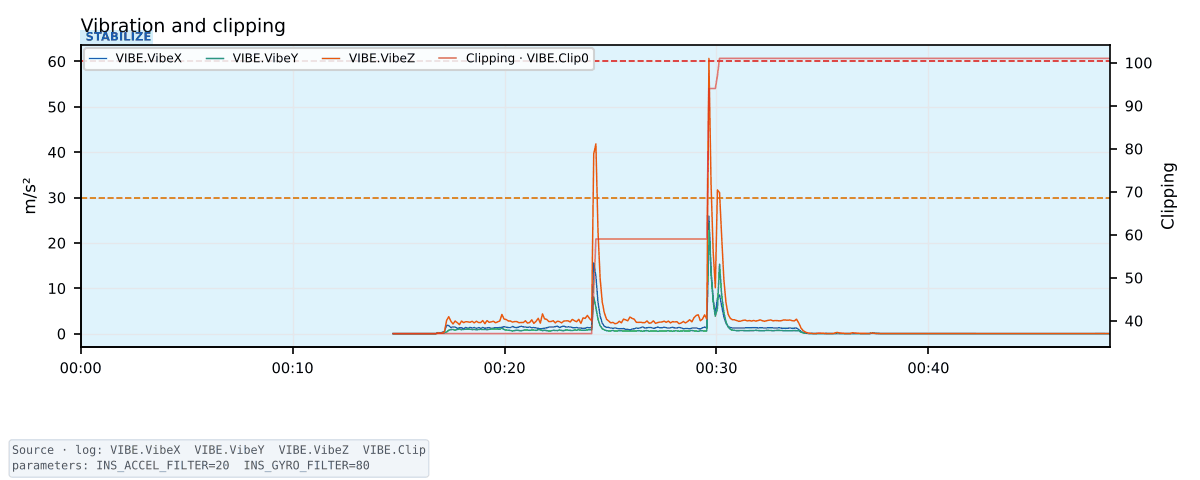 Vibration and clipping
STABILIZE
VIBE.VibeX VIBE.VibeY VIBE.VibeZ Clipping · VIBE.Clip0
60
50
40
30
20
10
0
m/s²
100
90
80
70
60
50
40
Clipping
00:00 00:10 00:20 00:30 00:40
Source · log: VIBE.VibeX VIBE.VibeY VIBE.VibeZ VIBE.Clip
parameters: INS_ACCEL_FILTER=20 INS_GYRO_FILTER=80